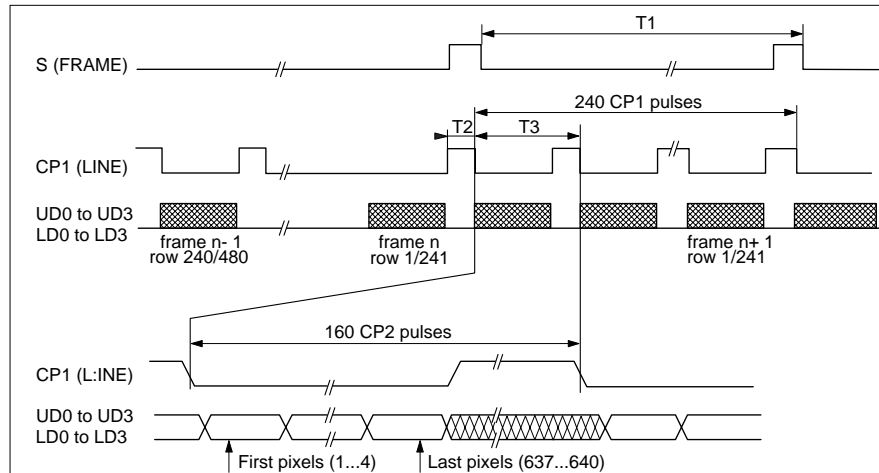 T1
S (FRAME)
240 CP1 pulses
T2
T3
CP1 (LINE)
UD0 to UD3
LD0 to LD3
frame n- 1
row 240/480
frame n
row 1/241
frame n+ 1
row 1/241
160 CP2 pulses
CP1 (L:INE)
UD0 to UD3
LD0 to LD3
First pixels (1...4)
Last pixels (637...640)